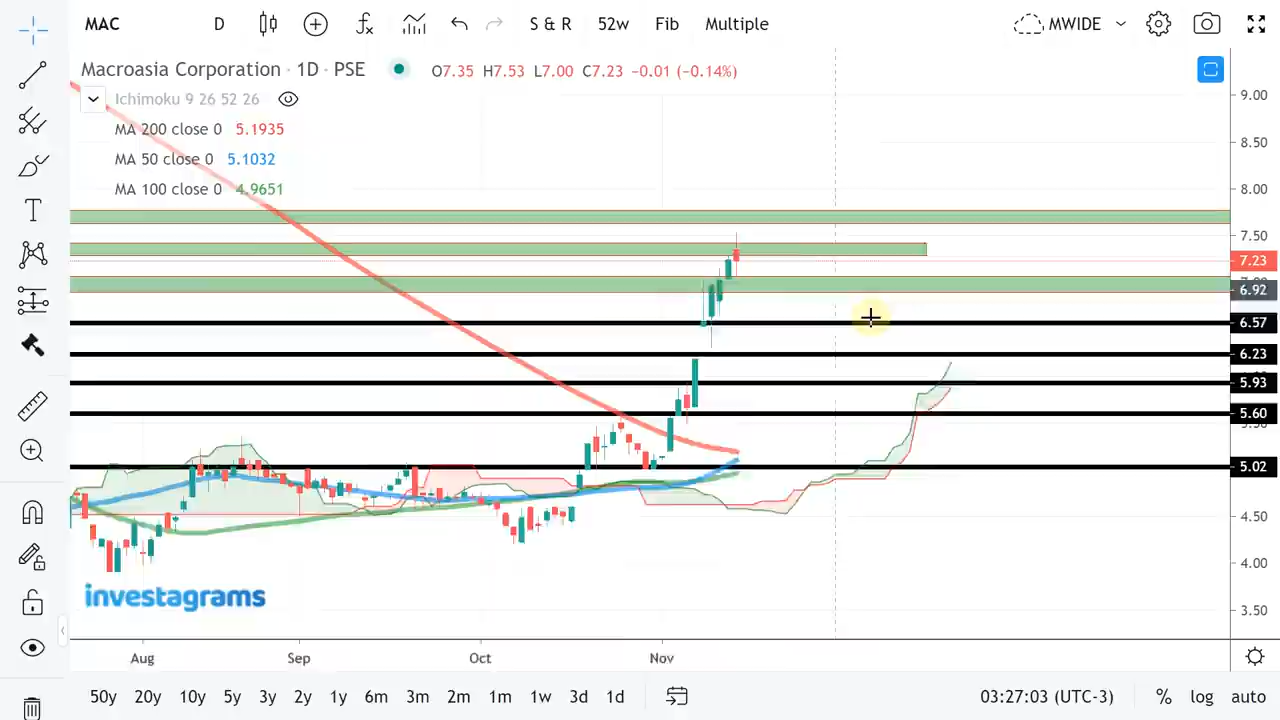 MAC D S & R 52w Fib Multiple MWIDE
Macroasia Corporation · 1D · PSE O7.35 H7.53 L7.00 C7.23 −0.01 (−0.14%)
Ichimoku 9 26 52 26
MA 200 close 0 5.1935
MA 50 close 0 5.1032
MA 100 close 0 4.9651
9.00
8.50
8.00
7.50
7.23
6.92
6.57
6.23
5.93
5.60
5.02
4.50
4.00
3.50
investagrams
Aug Sep Oct Nov
50y 20y 10y 5y 3y 2y 1y 6m 3m 2m 1m 1w 3d 1d 03:27:03 (UTC-3) % log auto